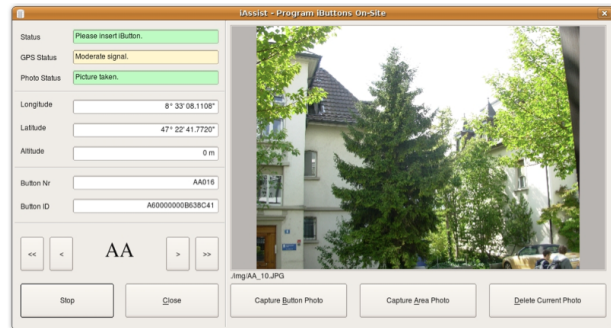 iAssist - Program iButtons On-Site
Status Please insert iButton.
GPS Status Moderate signal.
Photo Status Picture taken.
Longitude 8° 33' 08.1108"
Latitude 47° 22' 41.7720"
Altitude 0 m
Button Nr AA016
Button ID A60000000B638C41
<< < AA > >>
./img/AA_10.JPG
Stop Close Capture Button Photo Capture Area Photo Delete Current Photo